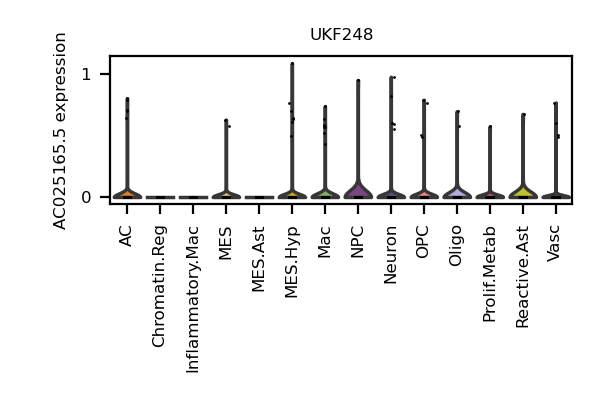 UKF248
AC025165.5 expression
1
0
AC
Chromatin.Reg
Inflammatory.Mac
MES
MES.Ast
MES.Hyp
Mac
NPC
Neuron
OPC
Oligo
Prolif.Metab
Reactive.Ast
Vasc